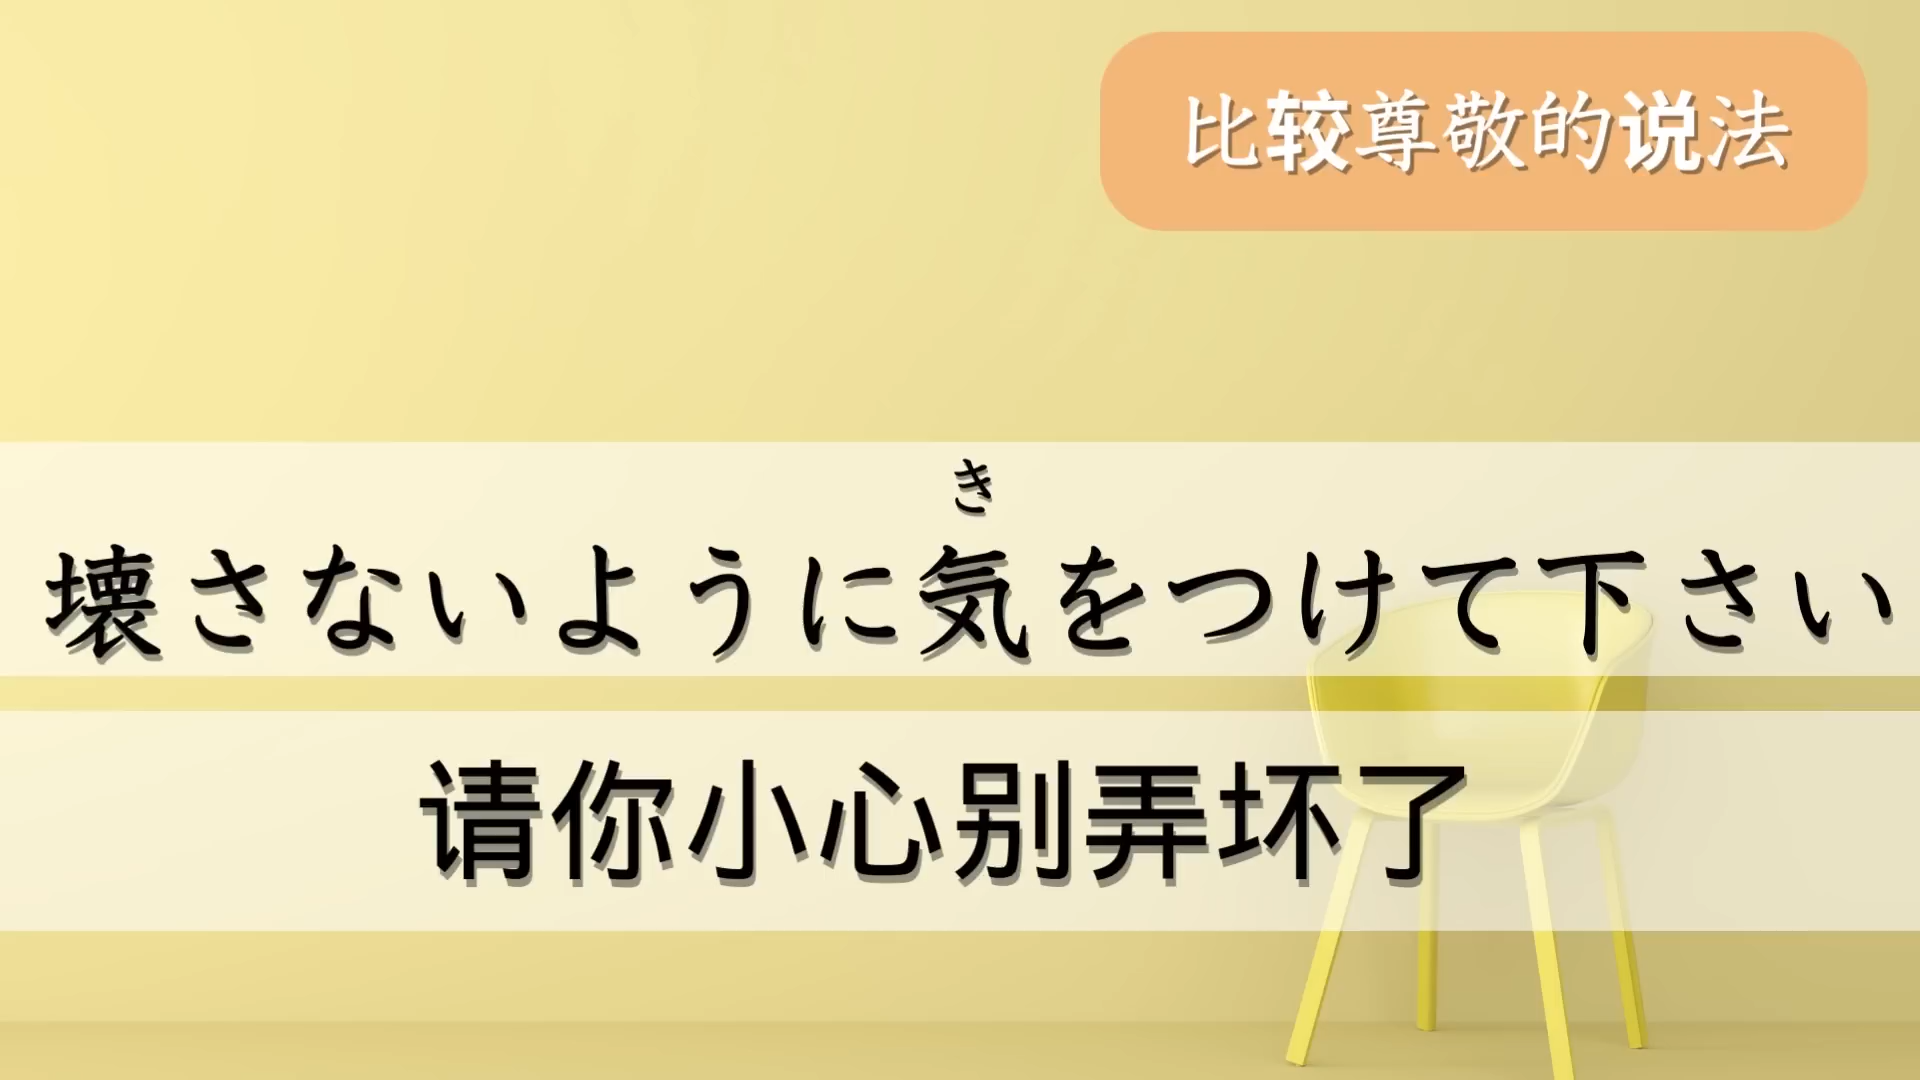 比较尊敬的说法
き
壊さないように気をつけて下さい
请你小心别弄坏了